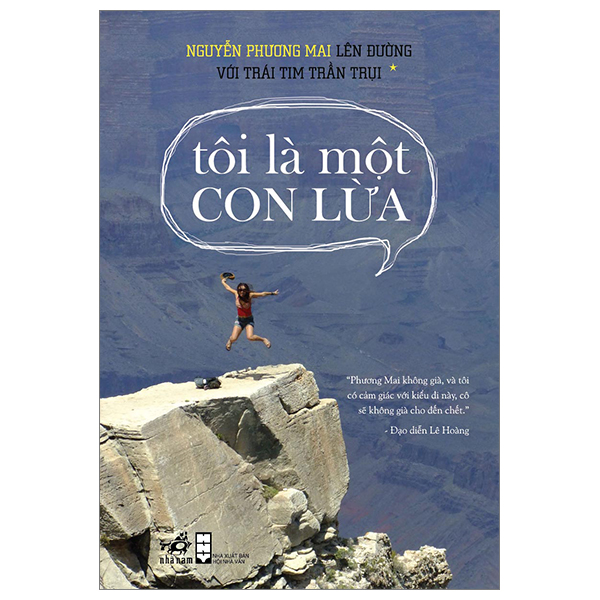 NGUYỄN PHƯƠNG MAI LÊN ĐƯỜNG
VỚI TRÁI TIM TRẦN TRỤI *
tôi là một
CON LỪA
“Phương Mai không già, và tôi
có cảm giác với kiểu đi này, cô
sẽ không già cho đến chết.”
- Đạo diễn Lê Hoàng
nhã nam
NHÀ XUẤT BẢN
HỘI NHÀ VĂN